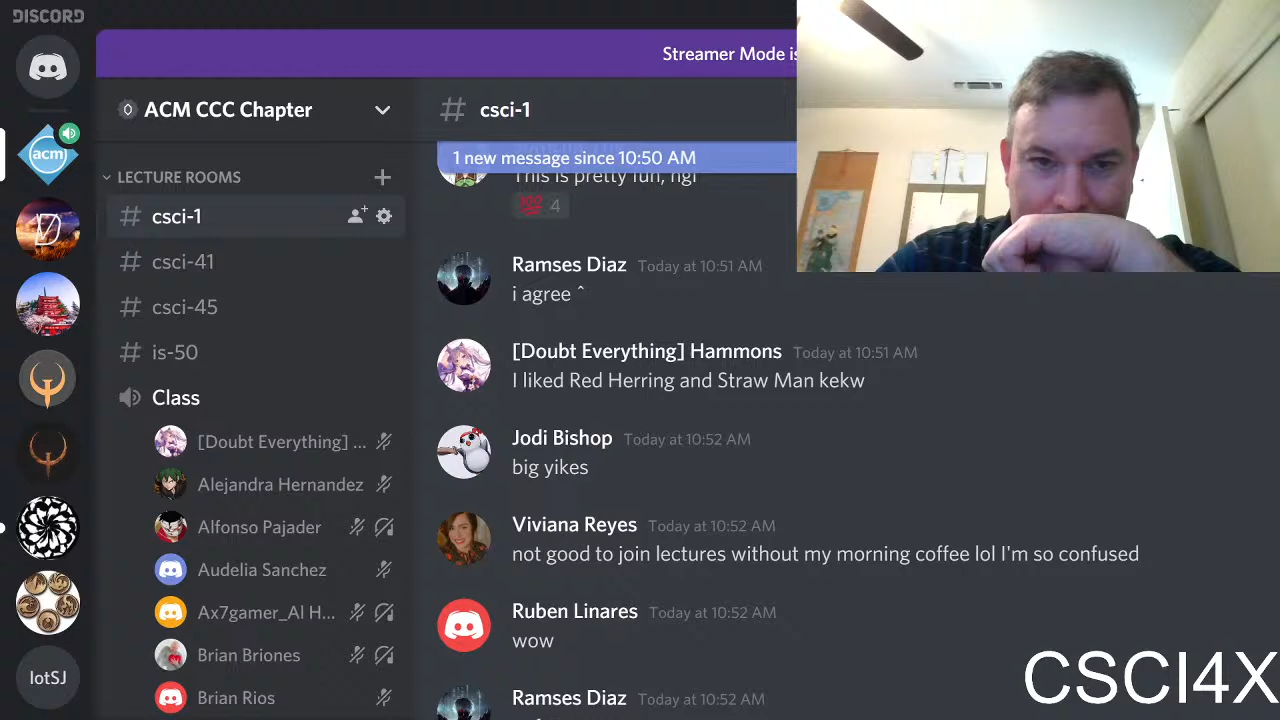 DISCORD
Streamer Mode is
acm
ACM CCC Chapter
csci-1
1 new message since 10:50 AM
This is pretty fun, ngl
💯 4
LECTURE ROOMS
# csci-1
# csci-41
# csci-45
# is-50
Class
[Doubt Everything] ...
Alejandra Hernandez
Alfonso Pajader
Audelia Sanchez
Ax7gamer_Al H...
Brian Briones
Brian Rios
IotSJ
Ramses Diaz Today at 10:51 AM
i agree ^
[Doubt Everything] Hammons Today at 10:51 AM
I liked Red Herring and Straw Man kekw
Jodi Bishop Today at 10:52 AM
big yikes
Viviana Reyes Today at 10:52 AM
not good to join lectures without my morning coffee lol I'm so confused
Ruben Linares Today at 10:52 AM
wow
Ramses Diaz Today at 10:52 AM
CSCI4X